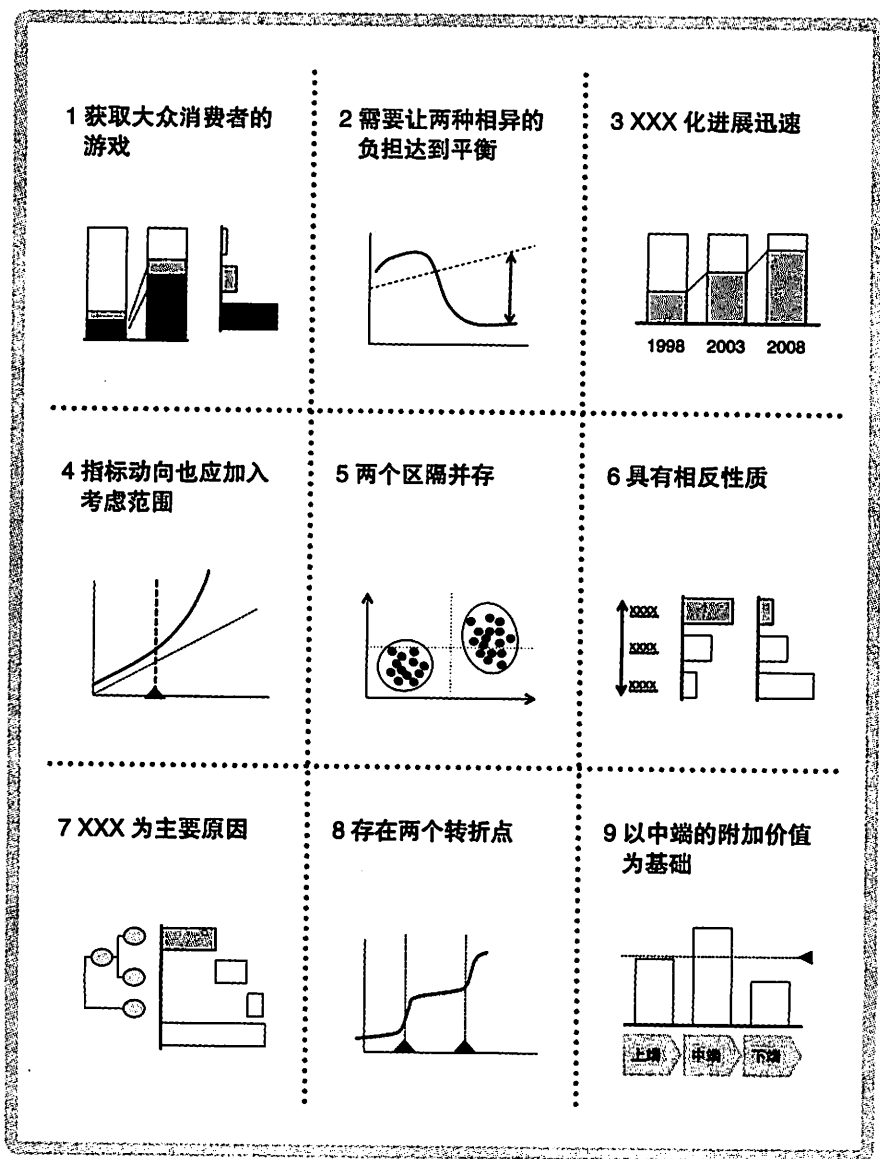 1 获取大众消费者的
游戏
2 需要让两种相异的
负担达到平衡
3 XXX 化进展迅速
1998 2003 2008
4 指标动向也应加入
考虑范围
5 两个区隔并存
6 具有相反性质
XXXX
XXXX
XXXX
7 XXX 为主要原因
8 存在两个转折点
9 以中端的附加价值
为基础
上端 中端 下端